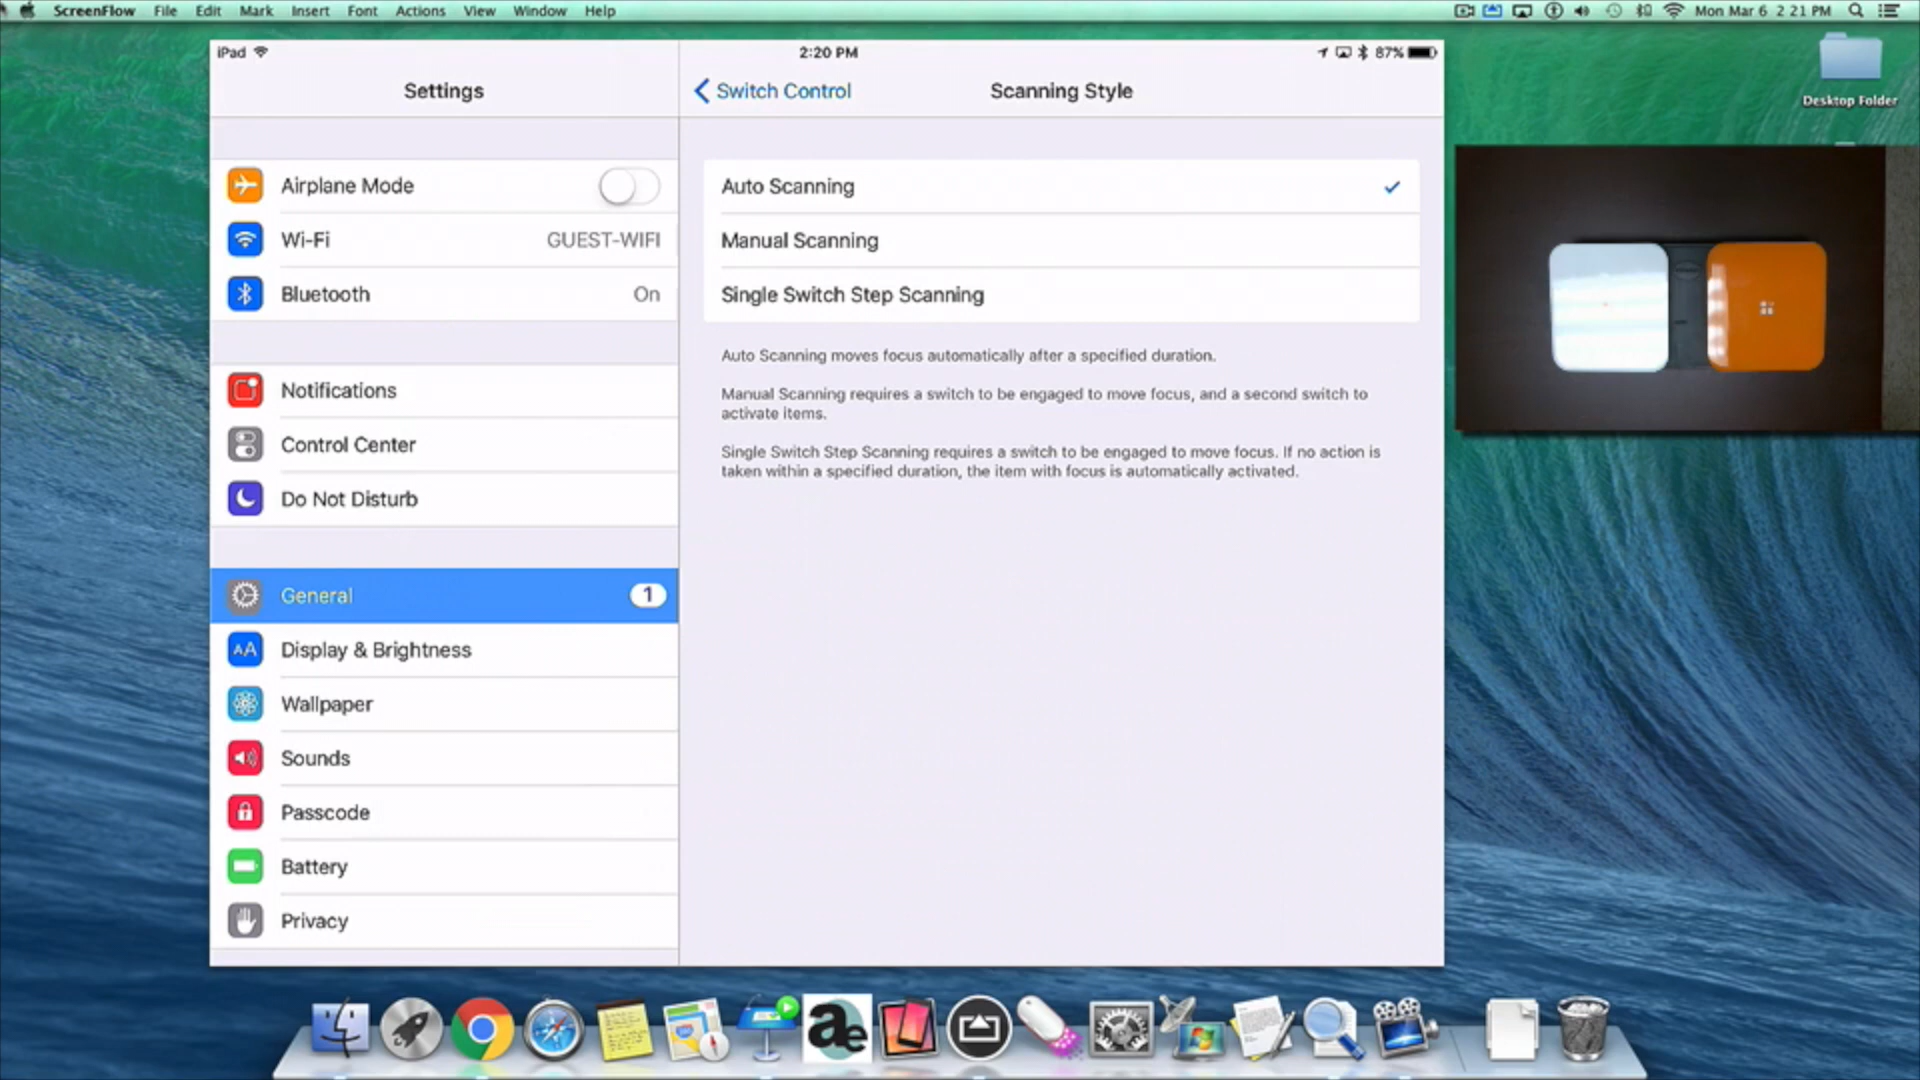 ScreenFlow File Edit Mark Insert Font Actions View Window Help Mon Mar 6 2 21 PM
Desktop Folder
iPad 2:20 PM 87%
Settings
Switch Control Scanning Style
Airplane Mode
Wi-Fi GUEST-WIFI
Bluetooth On
Notifications
Control Center
Do Not Disturb
General 1
Display & Brightness
Wallpaper
Sounds
Passcode
Battery
Privacy
Auto Scanning
Manual Scanning
Single Switch Step Scanning
Auto Scanning moves focus automatically after a specified duration.
Manual Scanning requires a switch to be engaged to move focus, and a second switch to
activate items.
Single Switch Step Scanning requires a switch to be engaged to move focus. If no action is
taken within a specified duration, the item with focus is automatically activated.
AA
ae